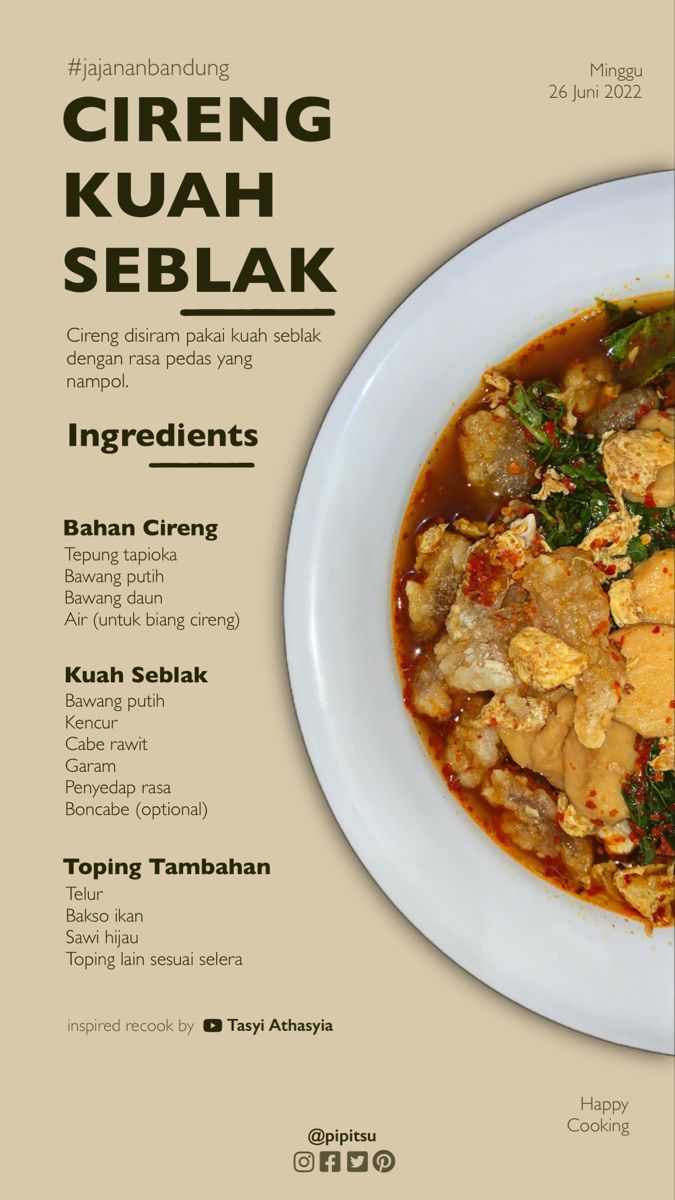 #jajananbandung
Minggu
26 Juni 2022
CIRENG
KUAH
SEBLAK
Cireng disiram pakai kuah seblak
dengan rasa pedas yang
nampol.
Ingredients
Bahan Cireng
Tepung tapioka
Bawang putih
Bawang daun
Air (untuk biang cireng)
Kuah Seblak
Bawang putih
Kencur
Cabe rawit
Garam
Penyedap rasa
Boncabe (optional)
Toping Tambahan
Telur
Bakso ikan
Sawi hijau
Toping lain sesuai selera
inspired recook by Tasyi Athasyia
Happy
Cooking
@pipitsu